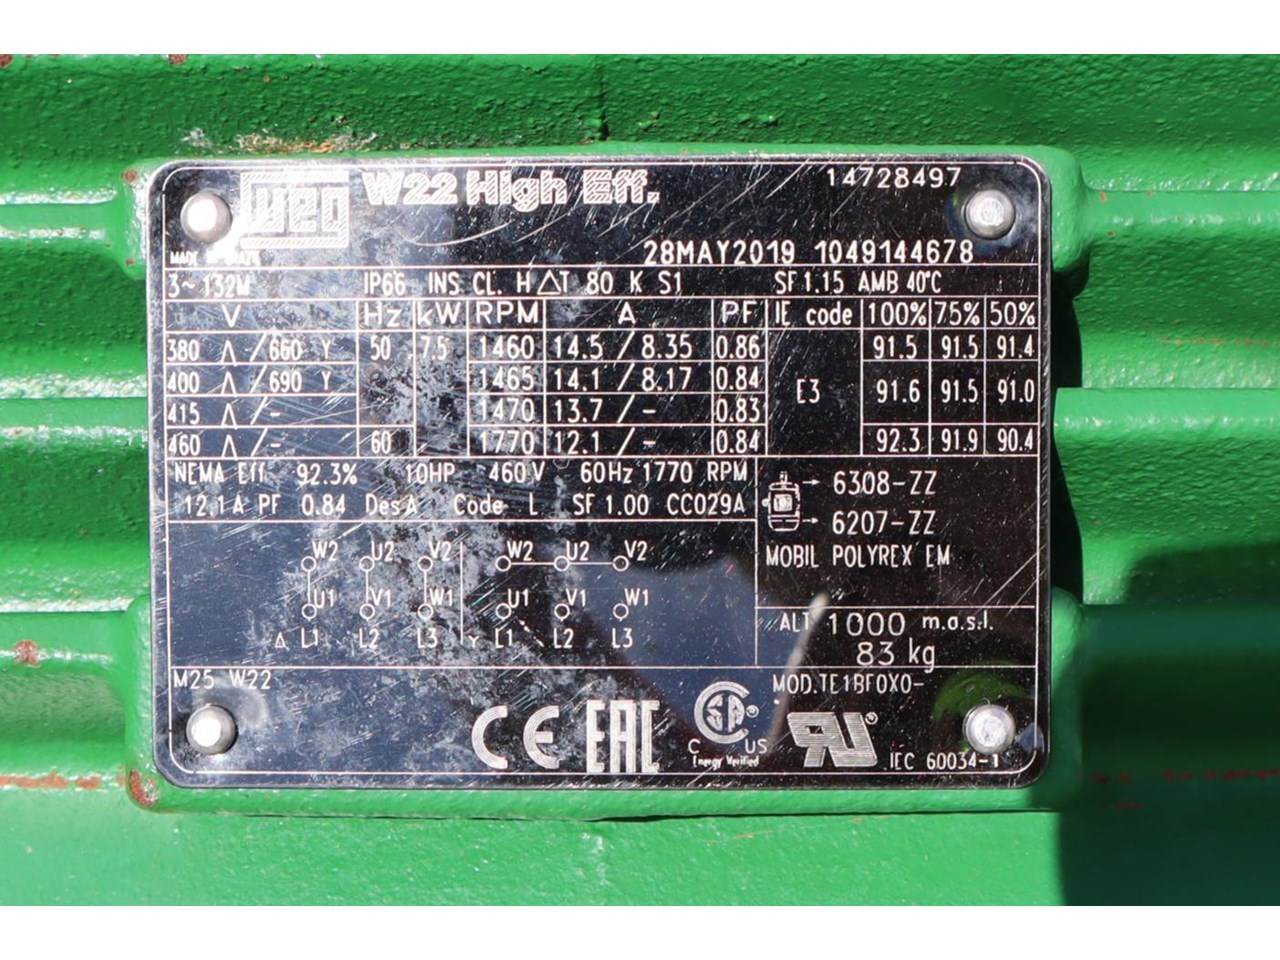 WEG W22 High Eff. 14728497
MADE IN BRAZIL 28MAY2019 1049144678
3~ 132M IP66 INS CL. H △T 80 K S1 SF 1.15 AMB 40°C
V Hz kW RPM A PF IE code 100% 75% 50%
380 △/660 Y 50 7.5 1460 14.5 / 8.35 0.86 91.5 91.5 91.4
400 △/690 Y 1465 14.1 / 8.17 0.84 E3 91.6 91.5 91.0
415 △/- 1470 13.7 / - 0.83
460 △/- 60 1770 12.1 / - 0.84 92.3 91.9 90.4
NEMA Eff 92.3% 10HP 460 V 60Hz 1770 RPM
12.1 A PF 0.84 Des A Code L SF 1.00 CC029A
→ 6308-ZZ
→ 6207-ZZ
MOBIL POLYREX EM
W2 U2 V2 W2 U2 V2
U1 V1 W1 U1 V1 W1
△ L1 L2 L3 Y L1 L2 L3
ALT 1000 m.a.s.l.
83 kg
M25 W22 MOD.TE1BF0X0-
CE EAC C SA US RU
Energy Verified
IEC 60034-1